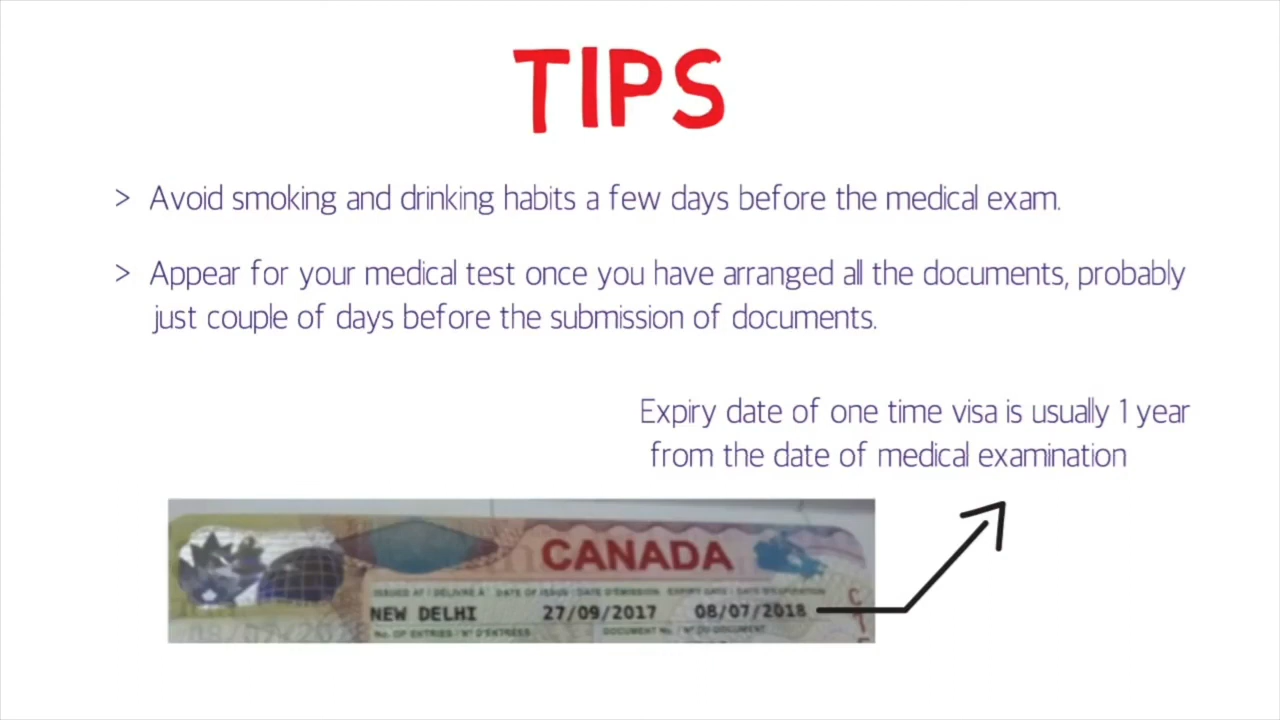 TIPS
> Avoid smoking and drinking habits a few days before the medical exam.
> Appear for your medical test once you have arranged all the documents, probably
just couple of days before the submission of documents.
Expiry date of one time visa is usually 1 year
from the date of medical examination
CANADA
ISSUED AT / DÉLIVRÉ À DATE OF ISSUE / DATE D'ÉMISSION EXPIRY DATE / DATE D'EXPIRATION
NEW DELHI 27/09/2017 08/07/2018
No. OF ENTRIES / Nº D'ENTRÉES DOCUMENT No. / Nº DU DOCUMENT